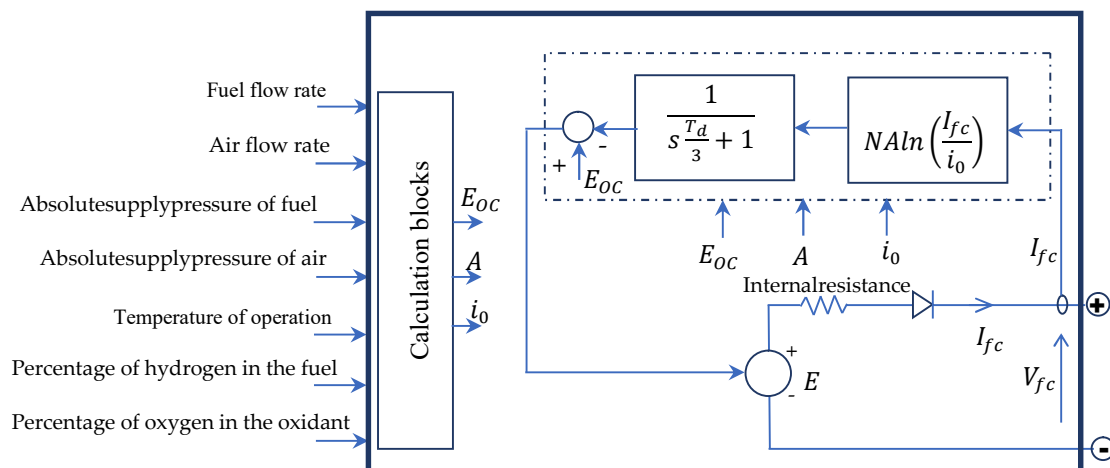 Fuel flow rate
Air flow rate
Absolutesupplypressure of fuel
Absolutesupplypressure of air
Temperature of operation
Percentage of hydrogen in the fuel
Percentage of oxygen in the oxidant
Calculation blocks
E_OC
A
i_0
+
-
E_OC
1
s T_d/3 + 1
NAln(I_fc/i_0)
E_OC
A
i_0
I_fc
Internalresistance
I_fc
+
-
E
V_fc
+
-